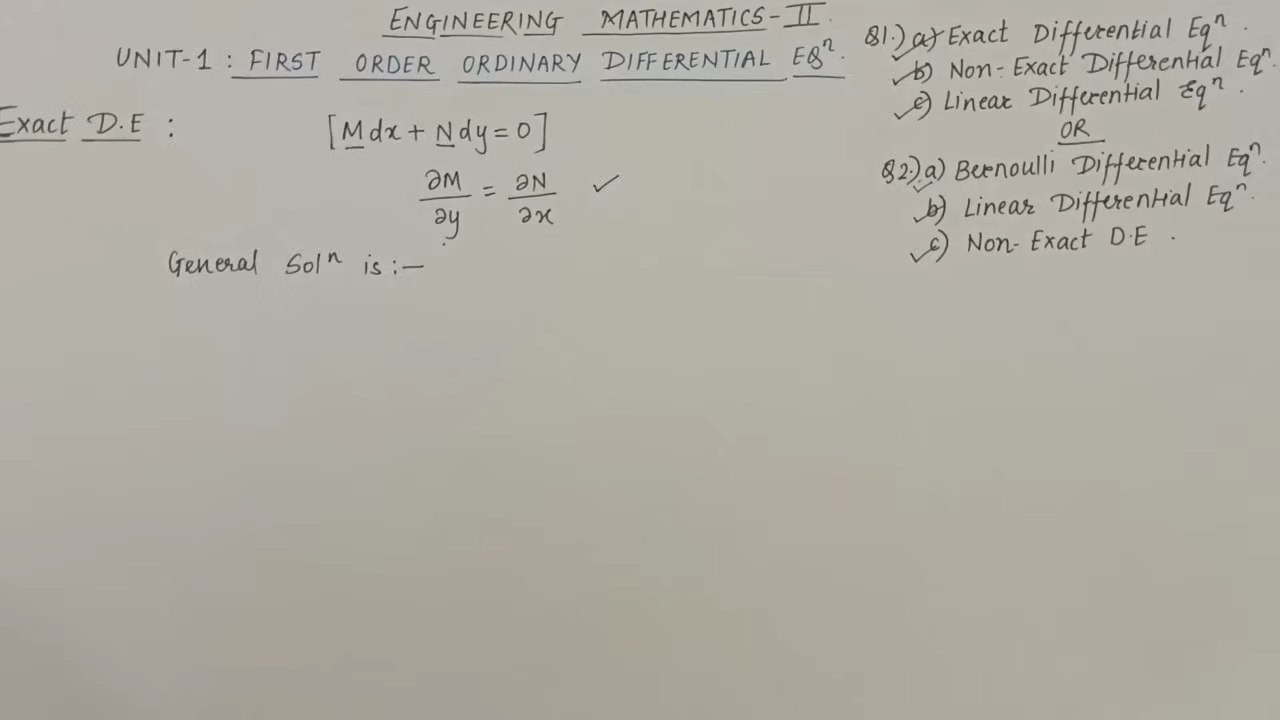 ENGINEERING MATHEMATICS-II.
UNIT-1 : FIRST ORDER ORDINARY DIFFERENTIAL EQⁿ.
Exact D.E :
[Mdx + Ndy = 0]
∂M/∂y = ∂N/∂x ✓
General Solⁿ is :—
Q1.) a) Exact Differential Eqⁿ.
b) Non-Exact Differential Eqⁿ.
c) Linear Differential Eqⁿ.
OR
Q2.) a) Bernoulli Differential Eqⁿ.
b) Linear Differential Eqⁿ.
c) Non-Exact D.E.